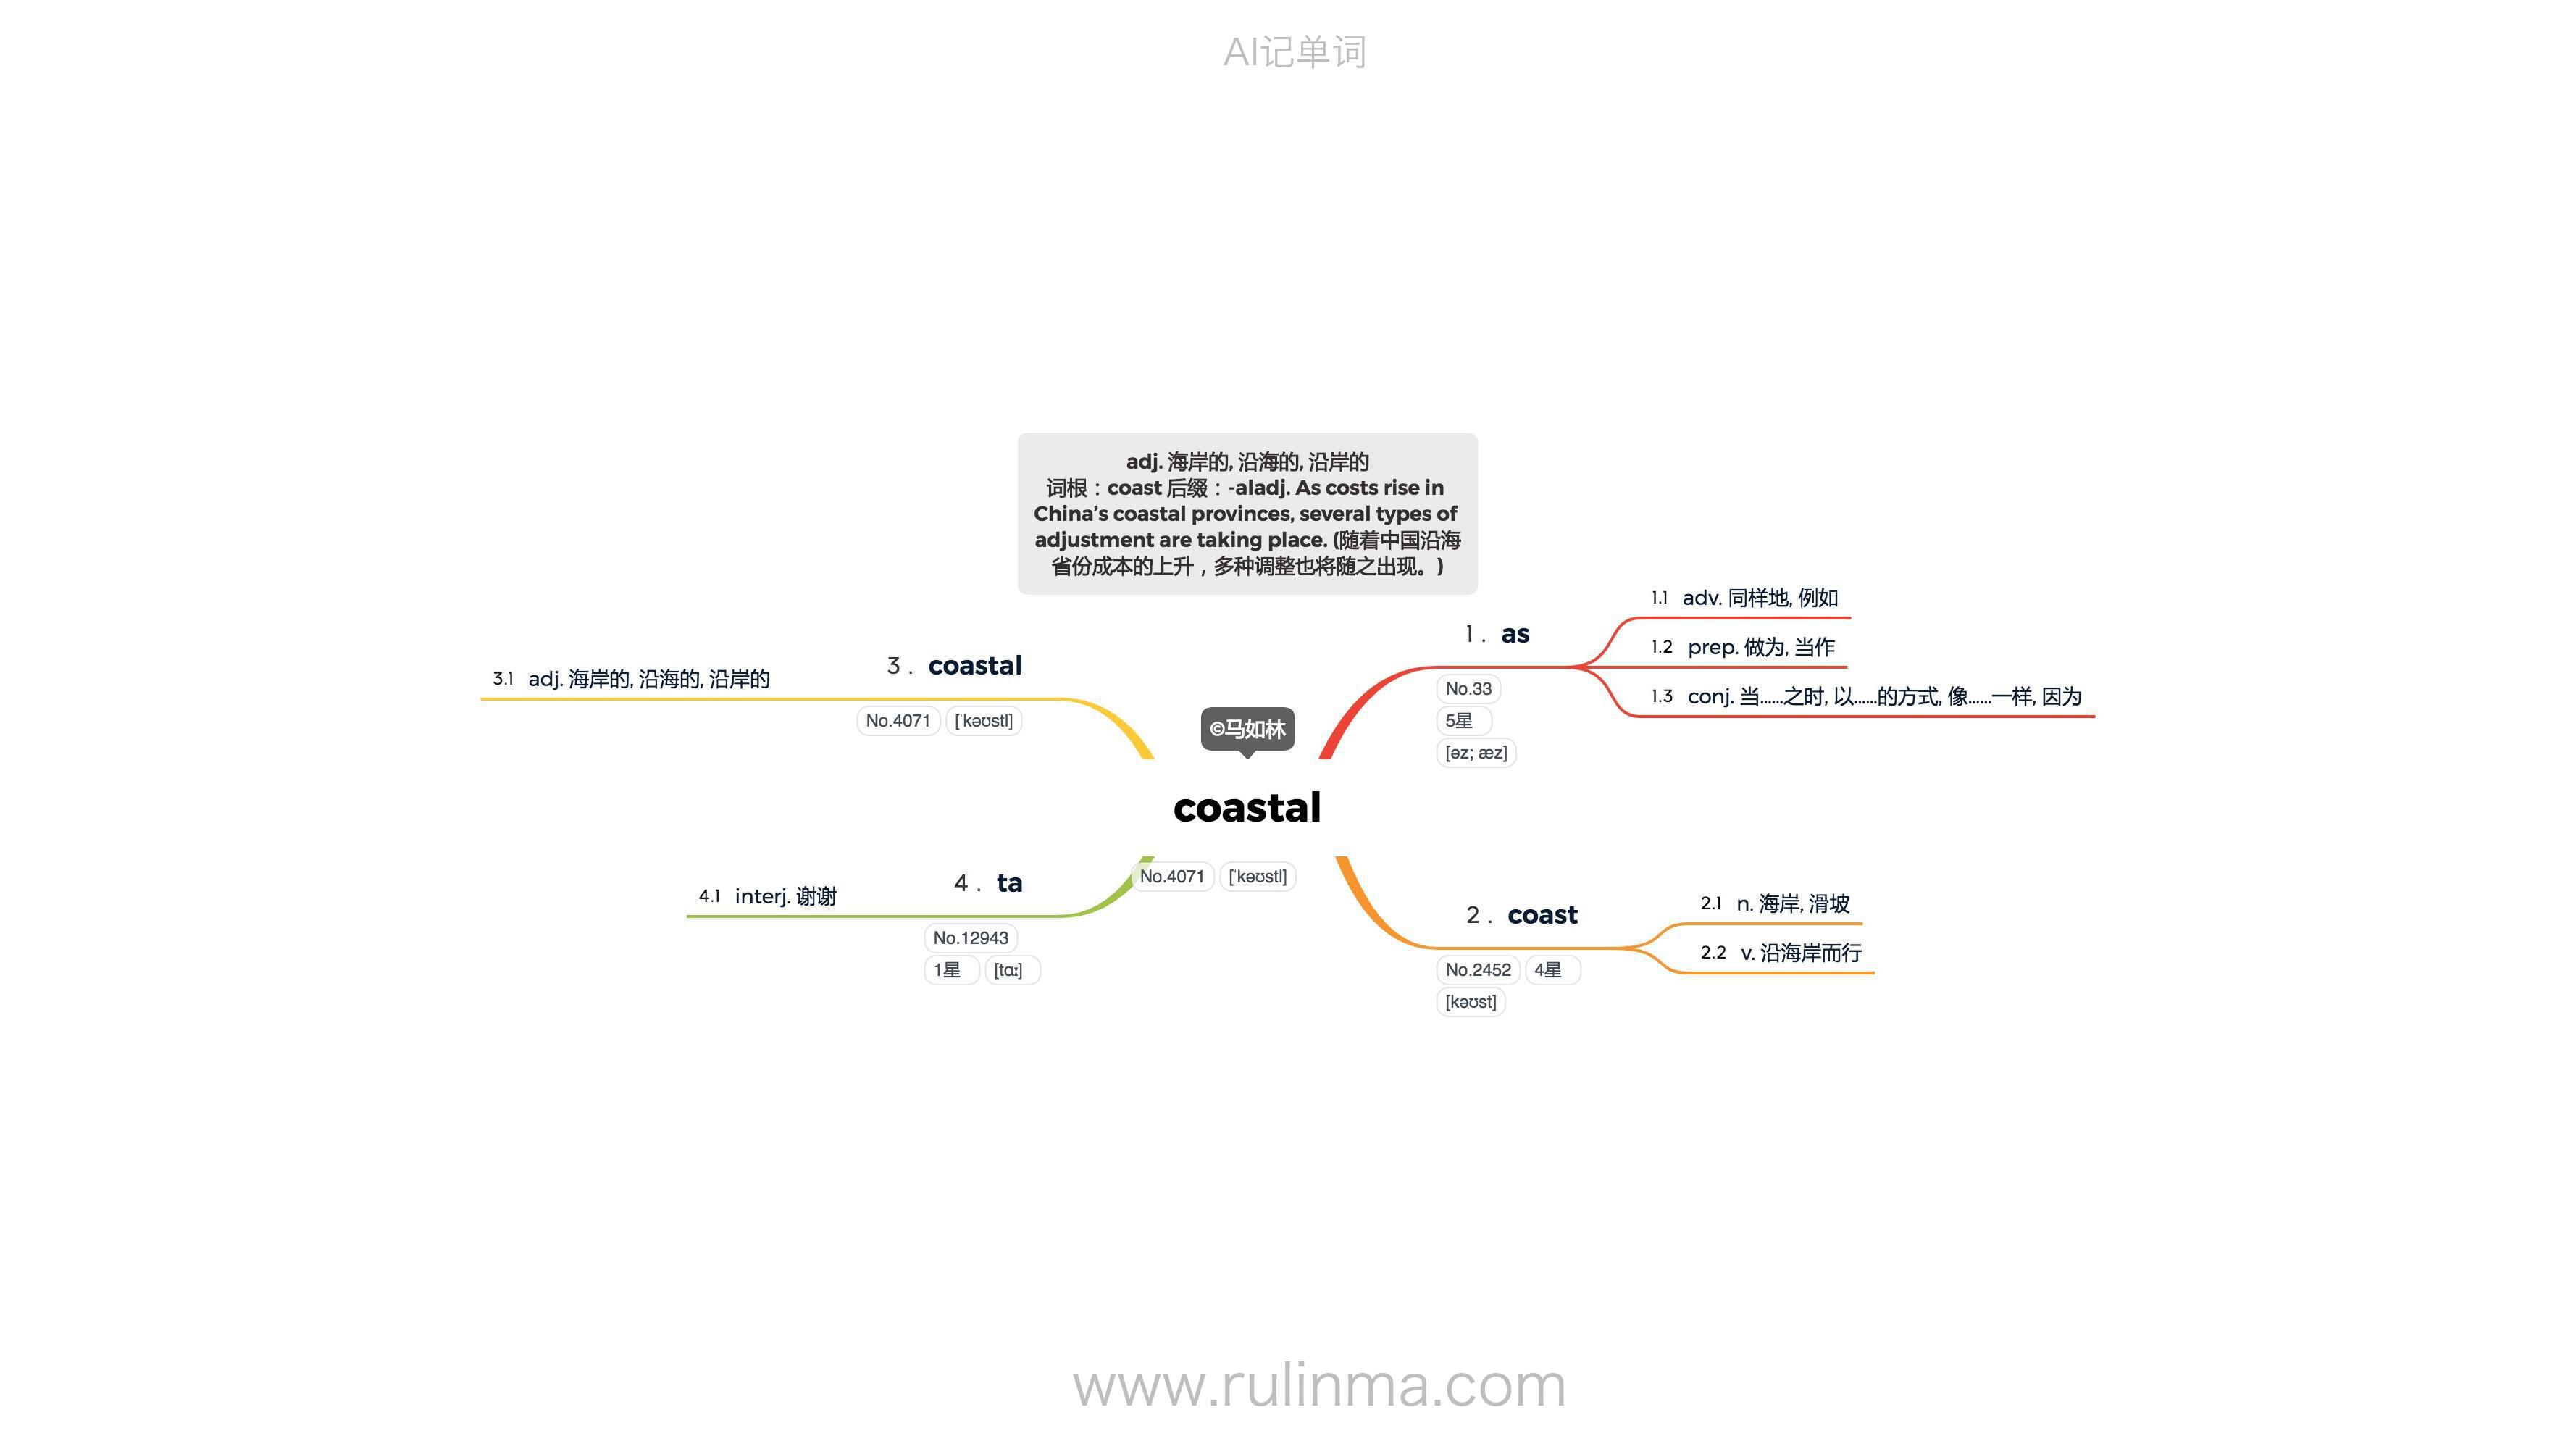 AI记单词
adj. 海岸的, 沿海的, 沿岸的
词根：coast 后缀：-aladj. As costs rise in
China’s coastal provinces, several types of
adjustment are taking place. (随着中国沿海
省份成本的上升，多种调整也将随之出现。)
©马如林
coastal
No.4071 [ˈkəʊstl]
1. as
No.33
5星
[əz; æz]
1.1 adv. 同样地, 例如
1.2 prep. 做为, 当作
1.3 conj. 当……之时, 以……的方式, 像……一样, 因为
2. coast
No.2452 4星
[kəʊst]
2.1 n. 海岸, 滑坡
2.2 v. 沿海岸而行
3. coastal
No.4071 [ˈkəʊstl]
3.1 adj. 海岸的, 沿海的, 沿岸的
4. ta
No.12943
1星 [tɑː]
4.1 interj. 谢谢
www.rulinma.com